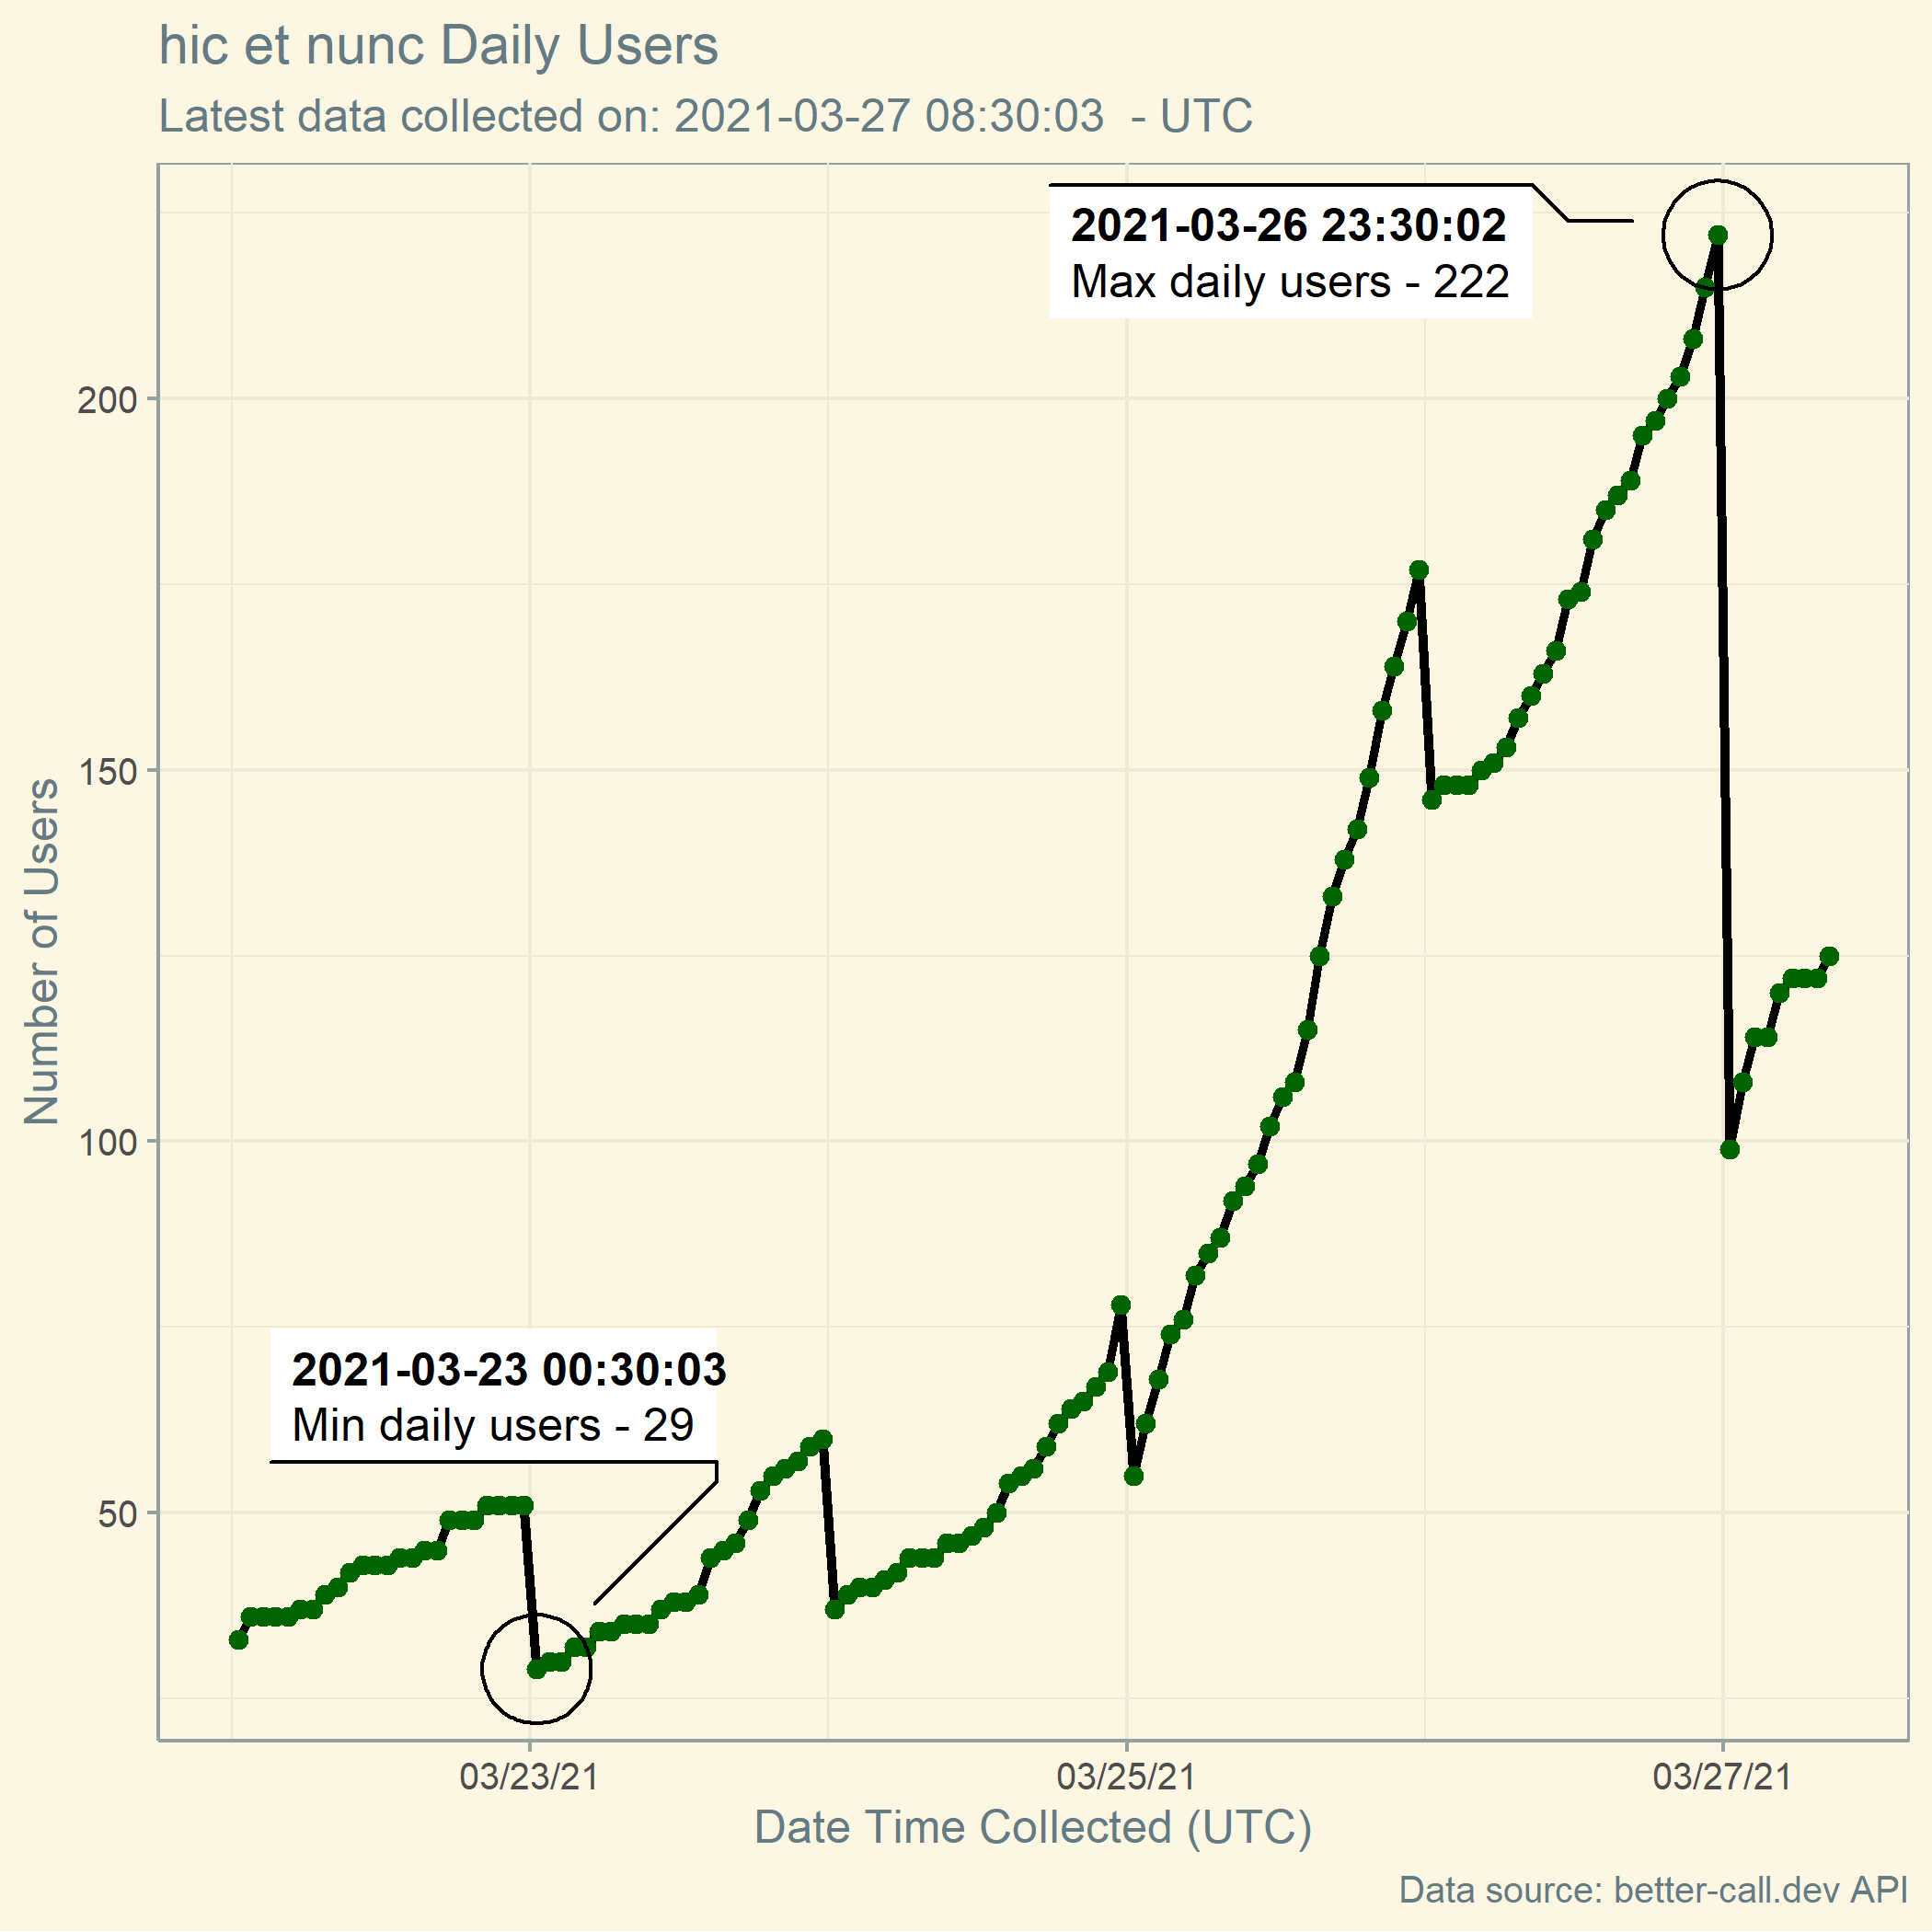 hic et nunc Daily Users
Latest data collected on: 2021-03-27 08:30:03  - UTC
2021-03-26 23:30:02
Max daily users - 222
200
150
100
50
Number of Users
2021-03-23 00:30:03
Min daily users - 29
03/23/21
03/25/21
03/27/21
Date Time Collected (UTC)
Data source: better-call.dev API